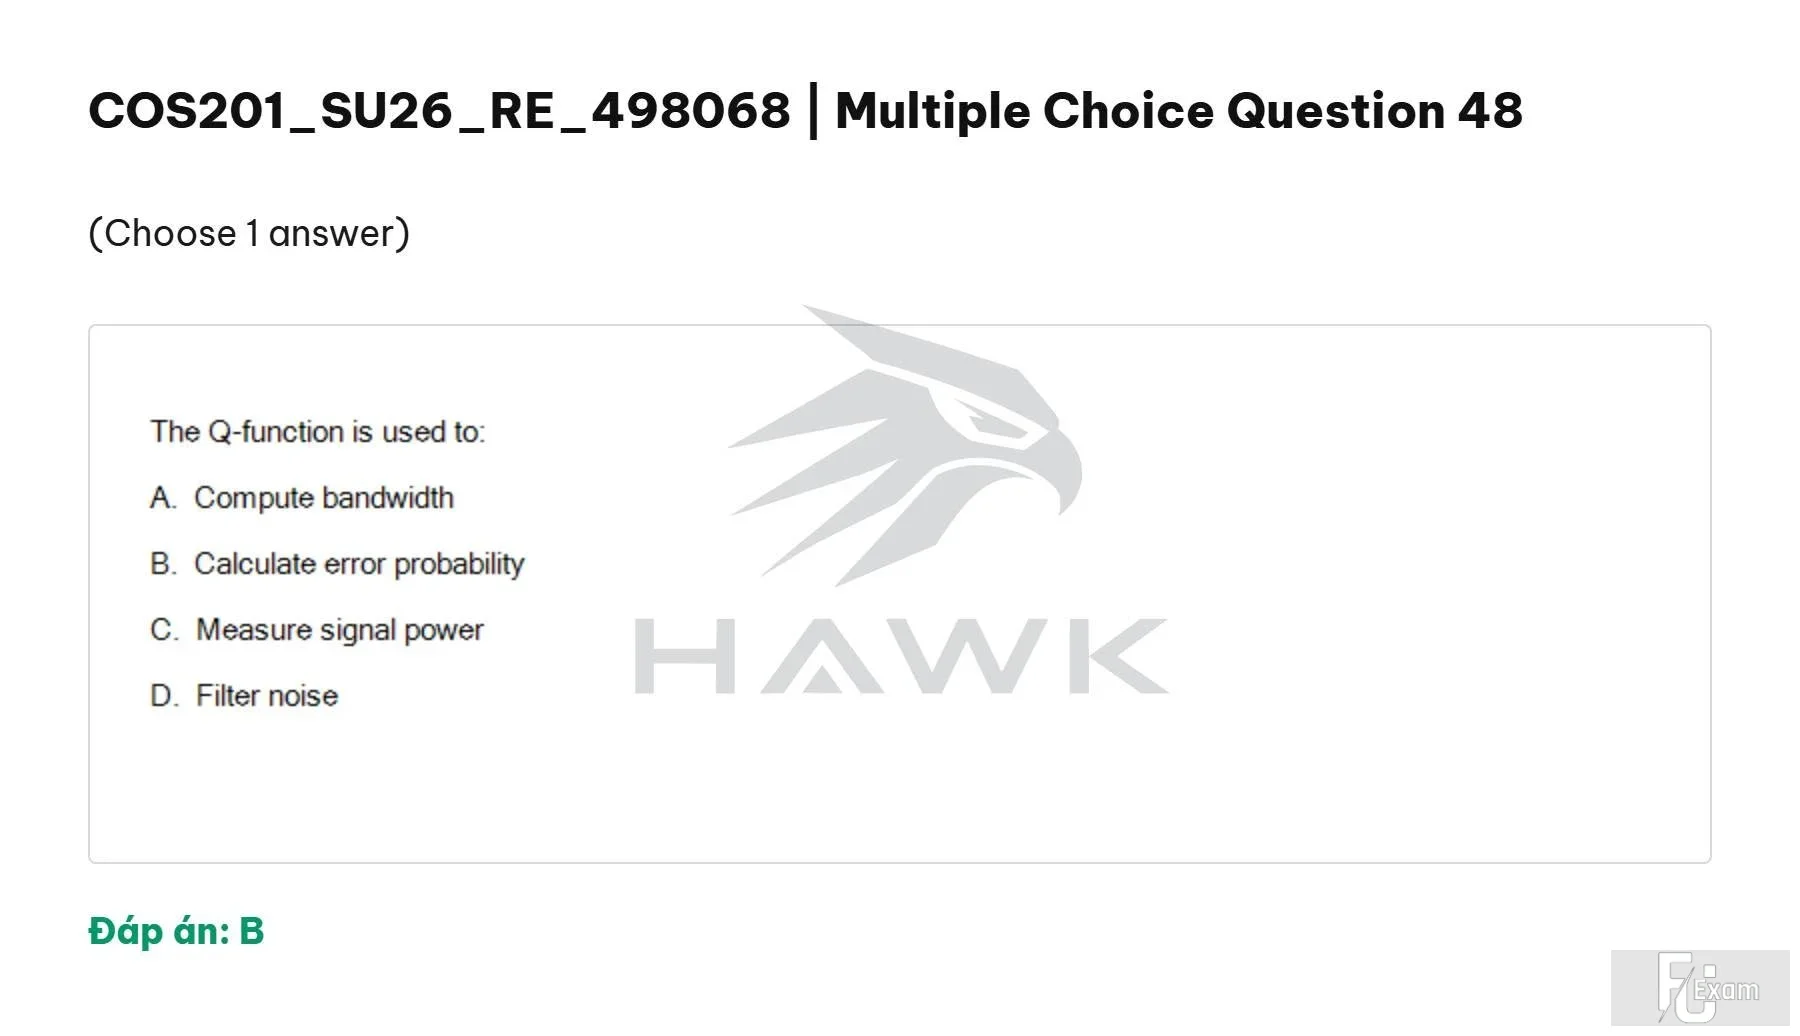 COS201_SU26_RE_498068 | Multiple Choice Question 48
(Choose 1 answer)
The Q-function is used to:
A. Compute bandwidth
B. Calculate error probability
C. Measure signal power
D. Filter noise
HAWK
Đáp án: B
FU Exam